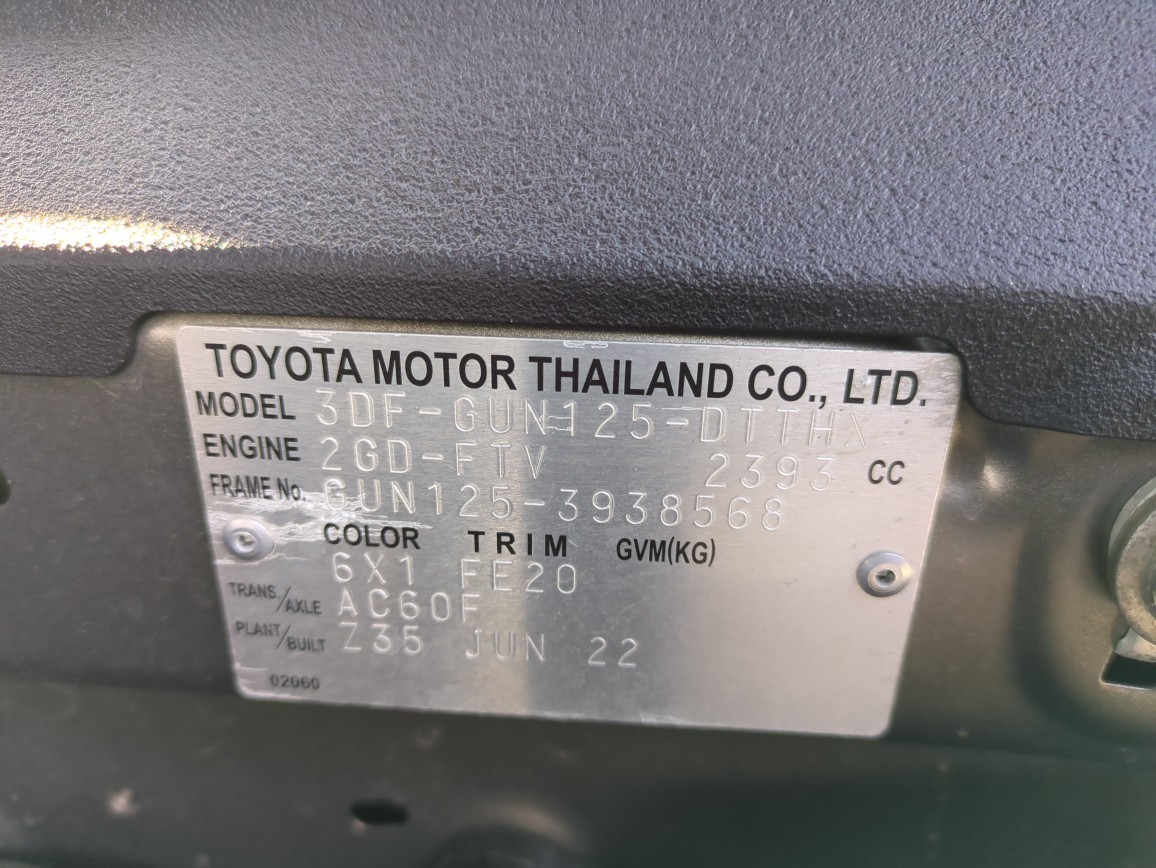 TOYOTA MOTOR THAILAND CO., LTD.
MODEL 3DF-GUN125-DTTHX
ENGINE 2GD-FTV 2393 CC
FRAME No. GUN125-3938568
COLOR TRIM GVM(KG)
6X1 FE20
TRANS./AXLE AC60F
PLANT/BUILT Z35 JUN 22
02060